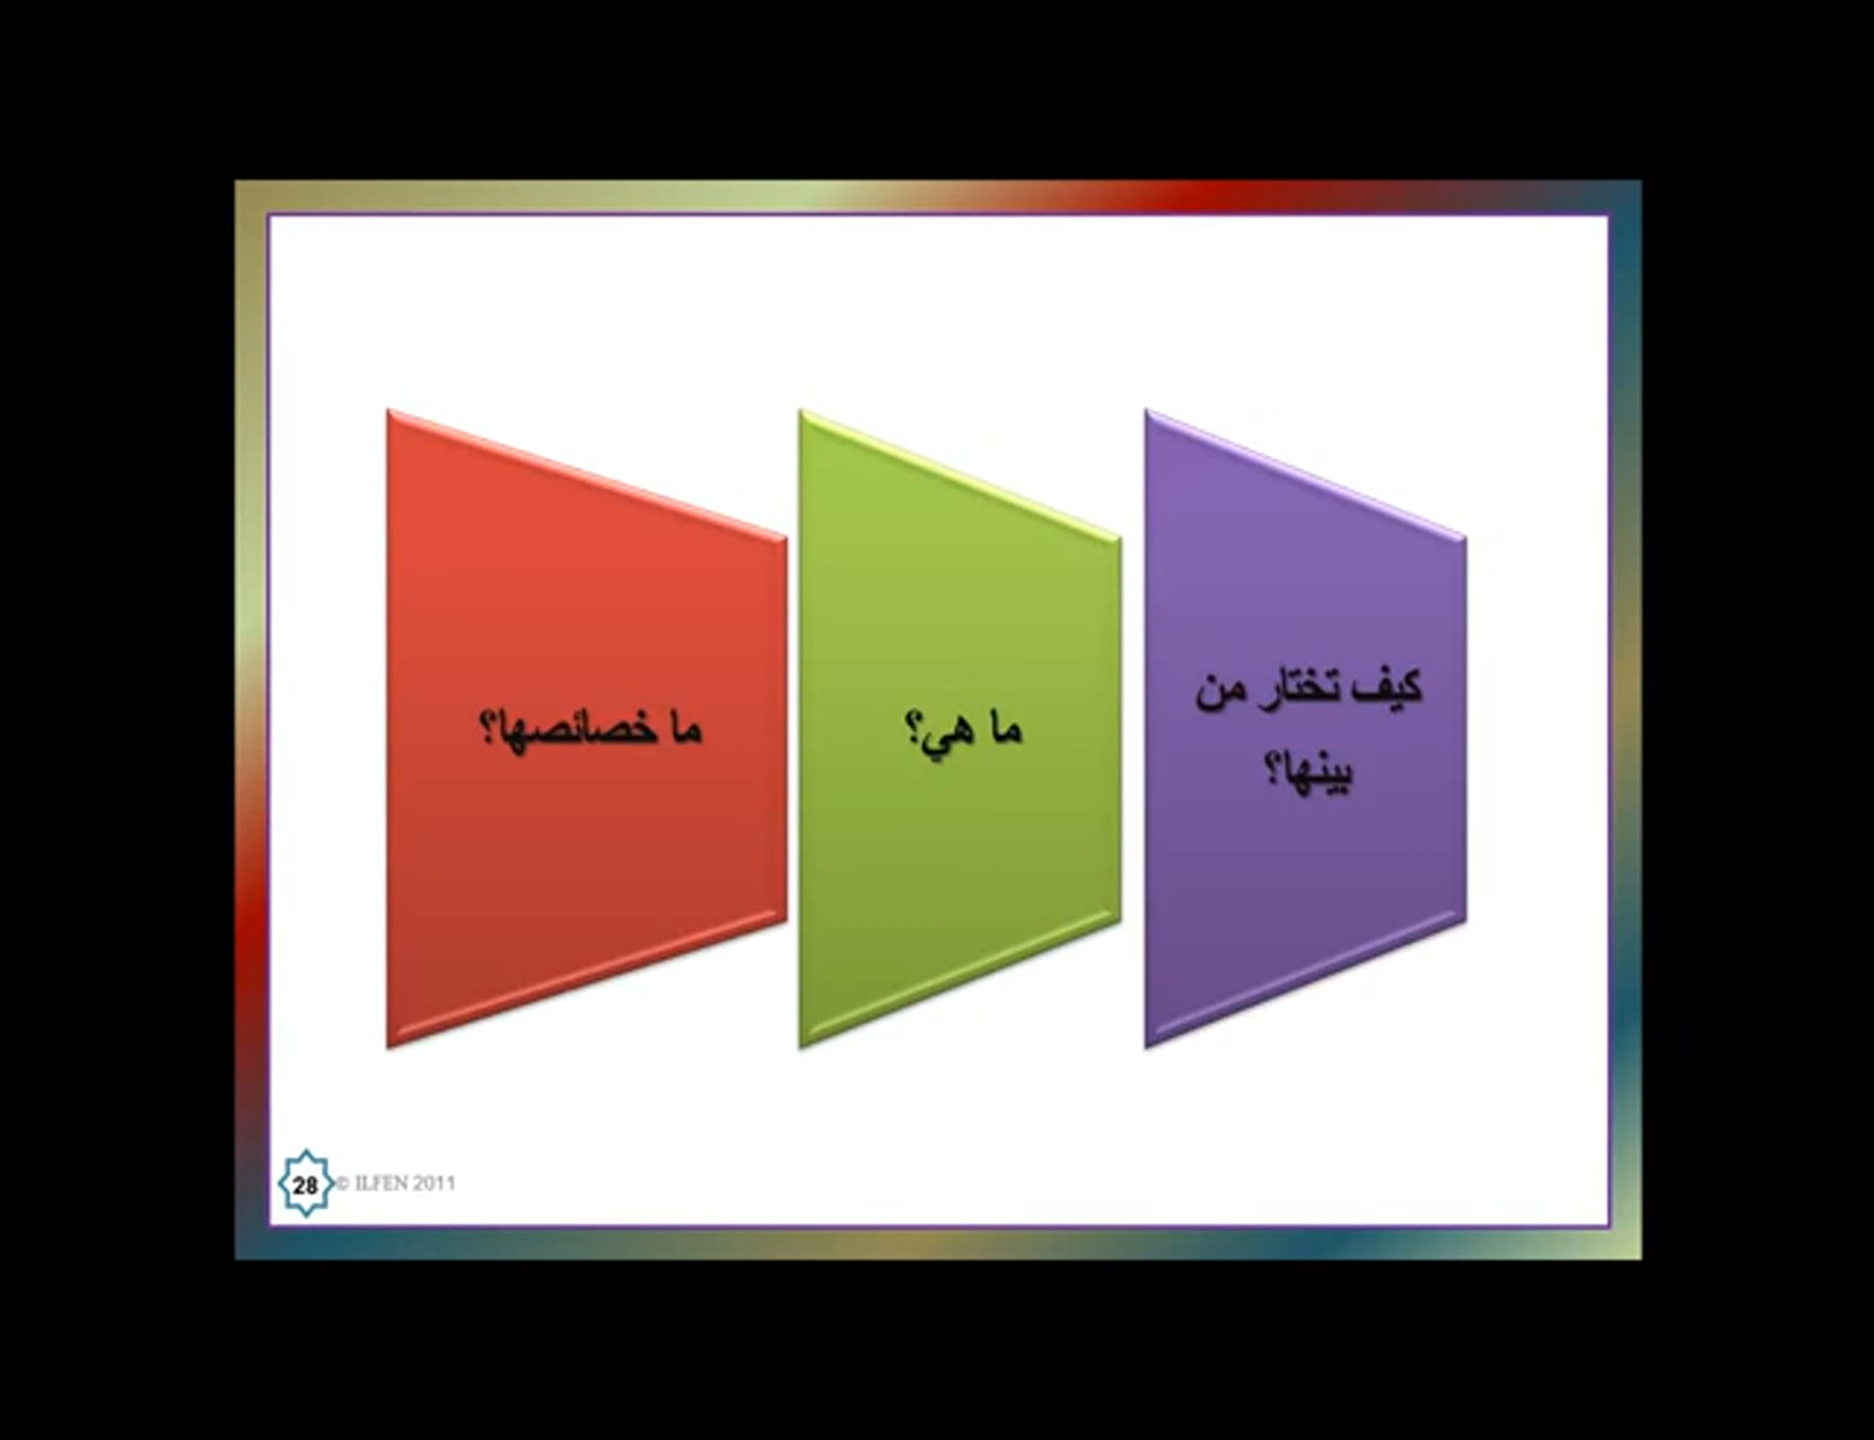 كيف تختار من
بينها؟
ما هي؟
ما خصائصها؟
28
© ILFEN 2011